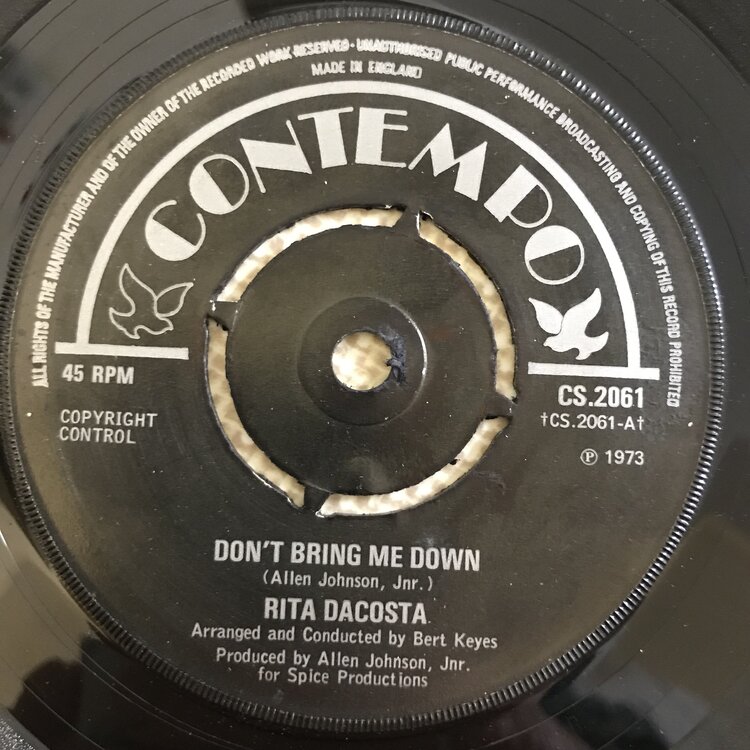 ALL RIGHTS OF THE MANUFACTURER AND OF THE OWNER OF THE RECORDED WORK RESERVED · UNAUTHORISED PUBLIC PERFORMANCE BROADCASTING AND COPYING OF THIS RECORD PROHIBITED
MADE IN ENGLAND
CONTEMPO
45 RPM
COPYRIGHT
CONTROL
CS.2061
†CS.2061-A†
℗ 1973
DON'T BRING ME DOWN
(Allen Johnson, Jnr.)
RITA DACOSTA
Arranged and Conducted by Bert Keyes
Produced by Allen Johnson, Jnr.
for Spice Productions